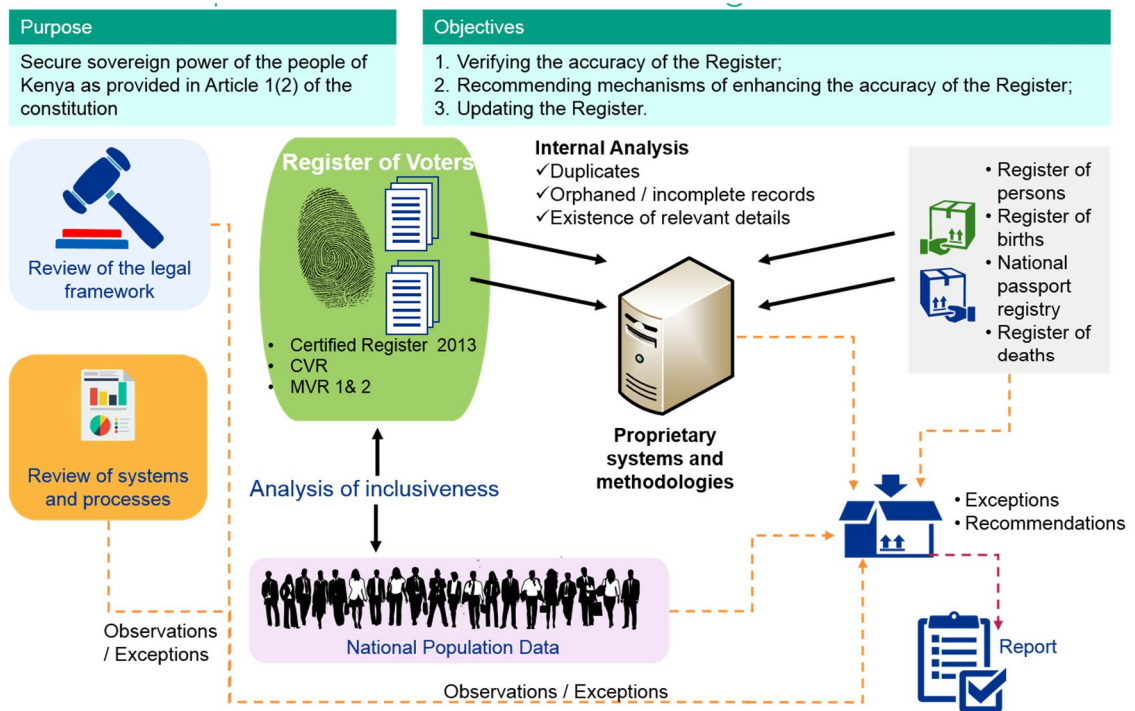 Purpose
Secure sovereign power of the people of
Kenya as provided in Article 1(2) of the
constitution
Objectives
1. Verifying the accuracy of the Register;
2. Recommending mechanisms of enhancing the accuracy of the Register;
3. Updating the Register.
Review of the legal
framework
Review of systems
and processes
Register of Voters
• Certified Register 2013
• CVR
• MVR 1& 2
Internal Analysis
✓Duplicates
✓Orphaned / incomplete records
✓Existence of relevant details
Proprietary
systems and
methodologies
• Register of
persons
• Register of
births
• National
passport
registry
• Register of
deaths
Analysis of inclusiveness
National Population Data
• Exceptions
• Recommendations
Report
Observations
/ Exceptions
Observations / Exceptions